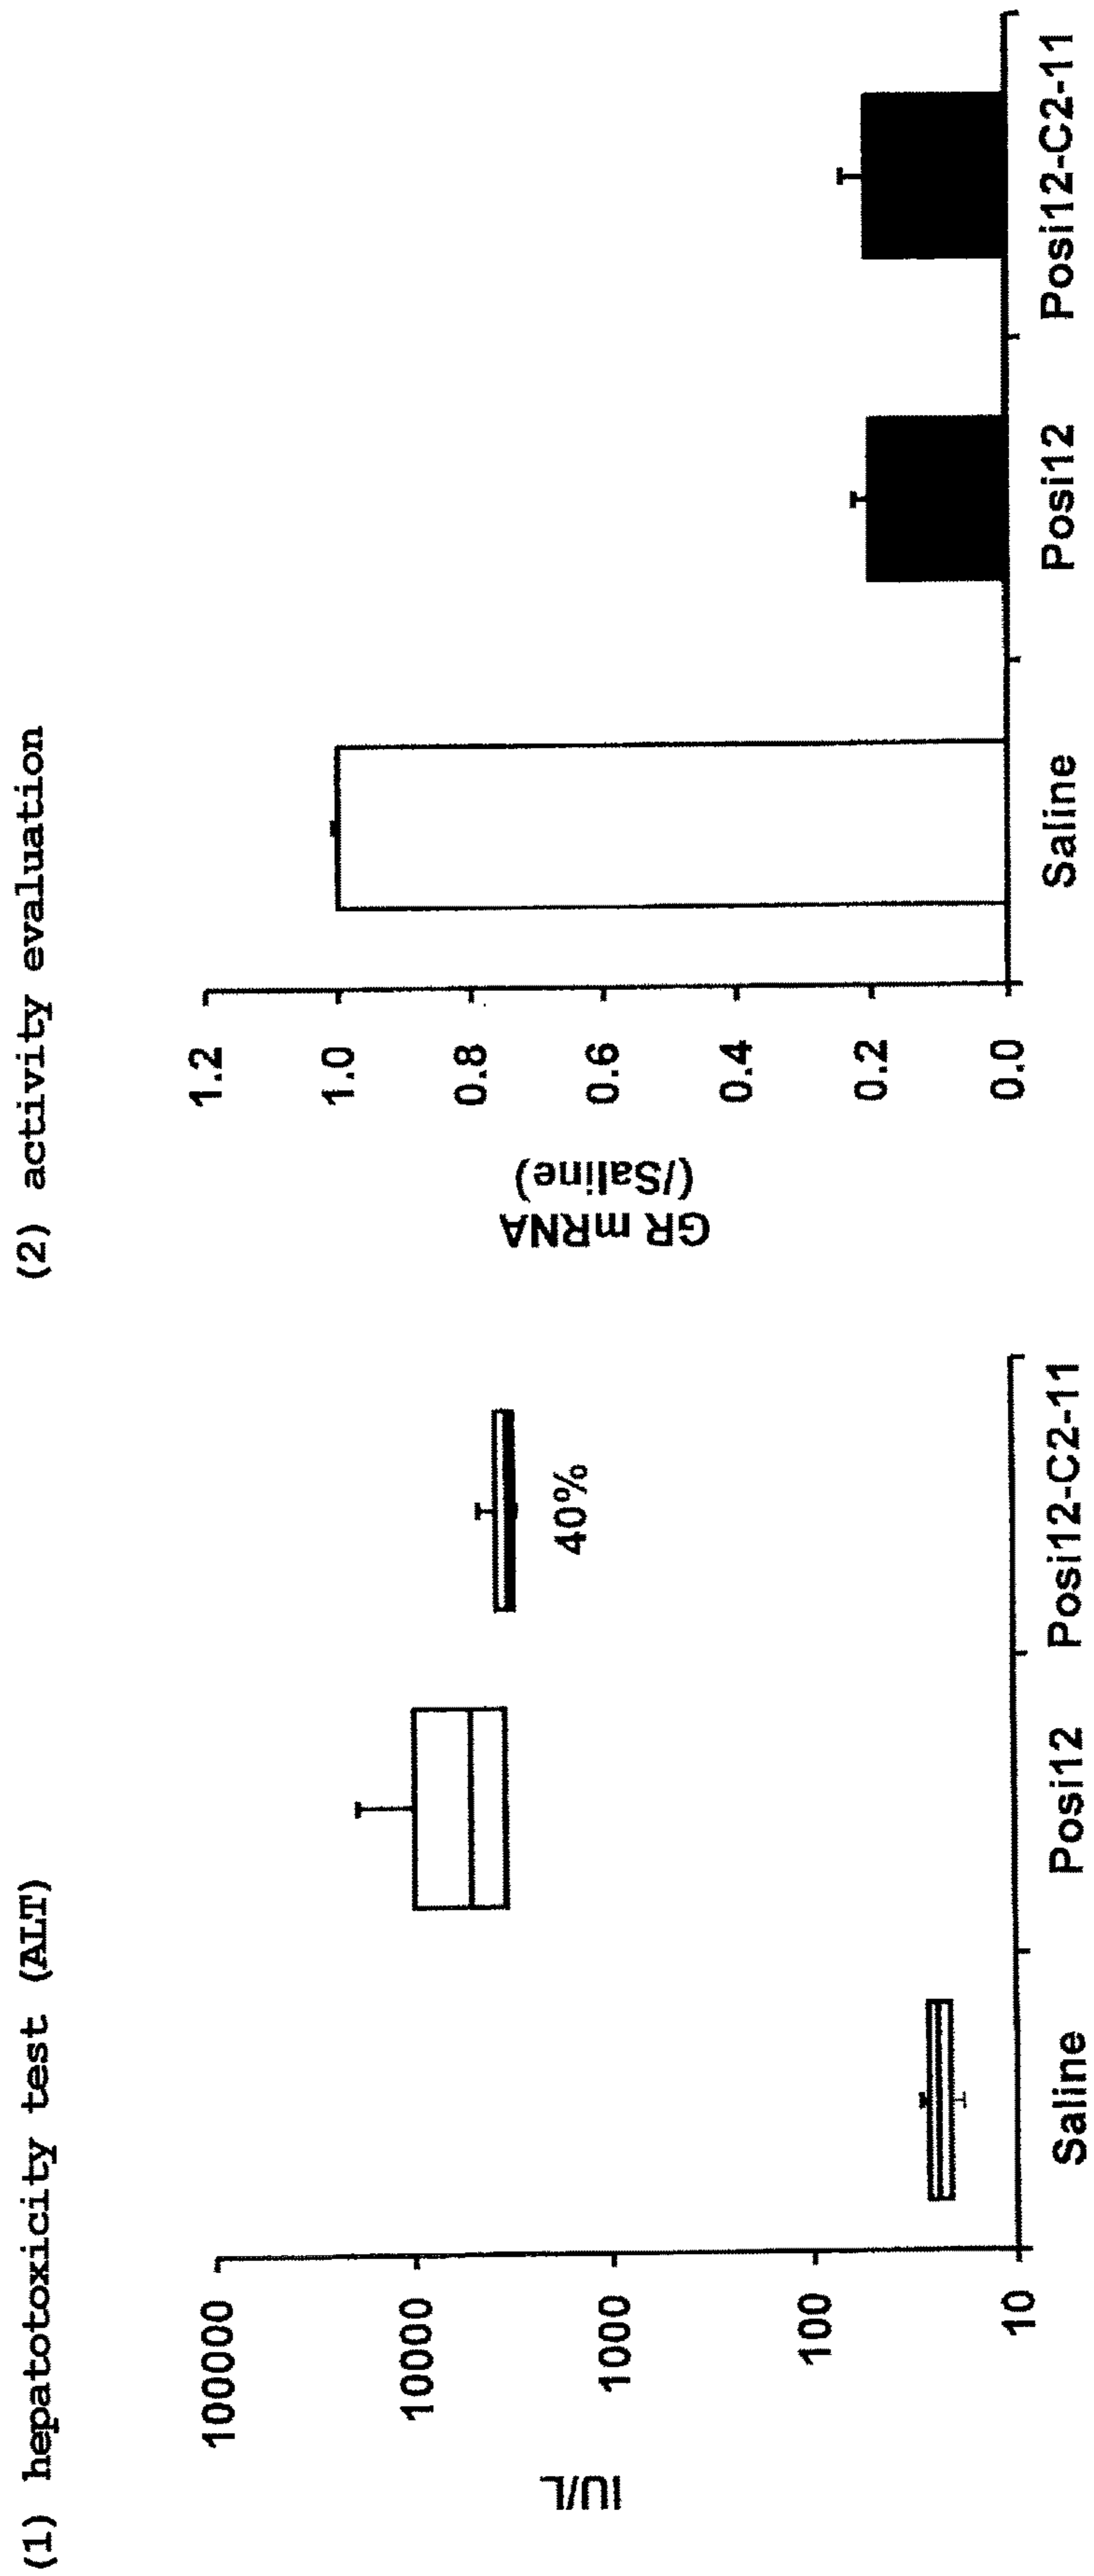 (1) hepatotoxicity test (ALT)
100000
10000
1000
100
10
IU/L
40%
Saline
Posi12
Posi12-C2-11
(2) activity evaluation
1.2
1.0
0.8
0.6
0.4
0.2
0.0
GR mRNA
(/Saline)
Saline
Posi12
Posi12-C2-11